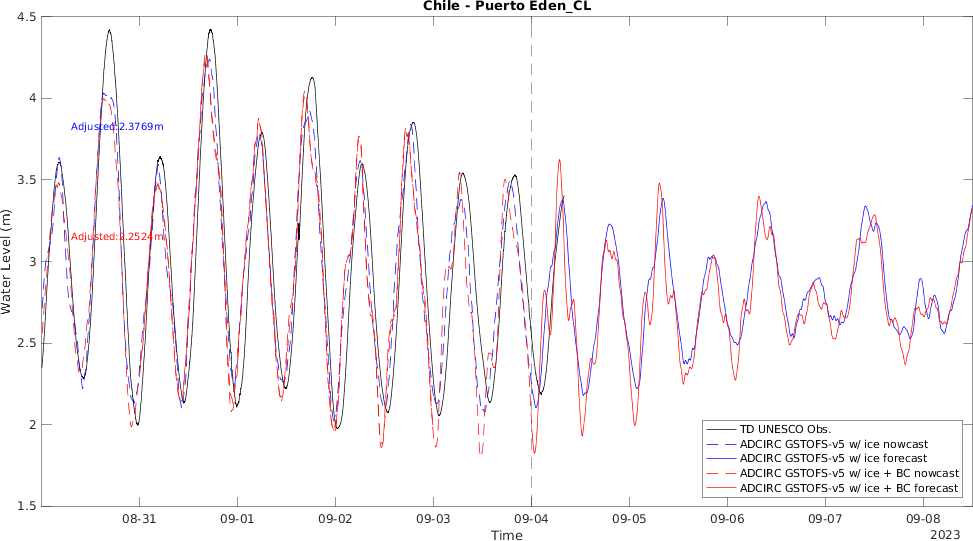 Chile - Puerto Eden_CL
4.5
4
3.5
3
2.5
2
1.5
Water Level (m)
Adjusted:2.3769m
Adjusted:2.2524m
TD UNESCO Obs.
ADCIRC GSTOFS-v5 w/ ice nowcast
ADCIRC GSTOFS-v5 w/ ice forecast
ADCIRC GSTOFS-v5 w/ ice + BC nowcast
ADCIRC GSTOFS-v5 w/ ice + BC forecast
08-31 09-01 09-02 09-03 09-04 09-05 09-06 09-07 09-08
Time
2023